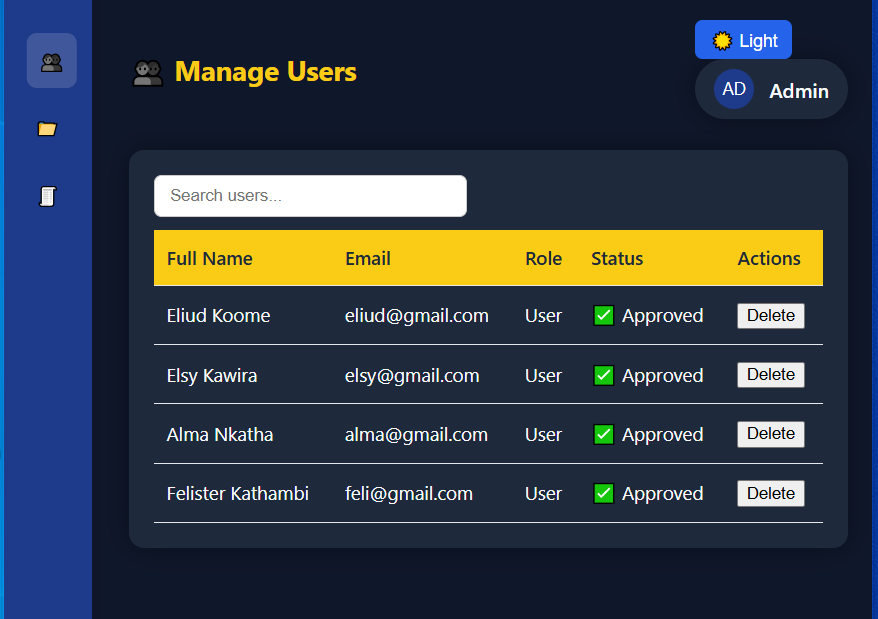 Light
Manage Users
AD Admin
Search users...
Full Name Email Role Status Actions
Eliud Koome eliud@gmail.com User Approved Delete
Elsy Kawira elsy@gmail.com User Approved Delete
Alma Nkatha alma@gmail.com User Approved Delete
Felister Kathambi feli@gmail.com User Approved Delete